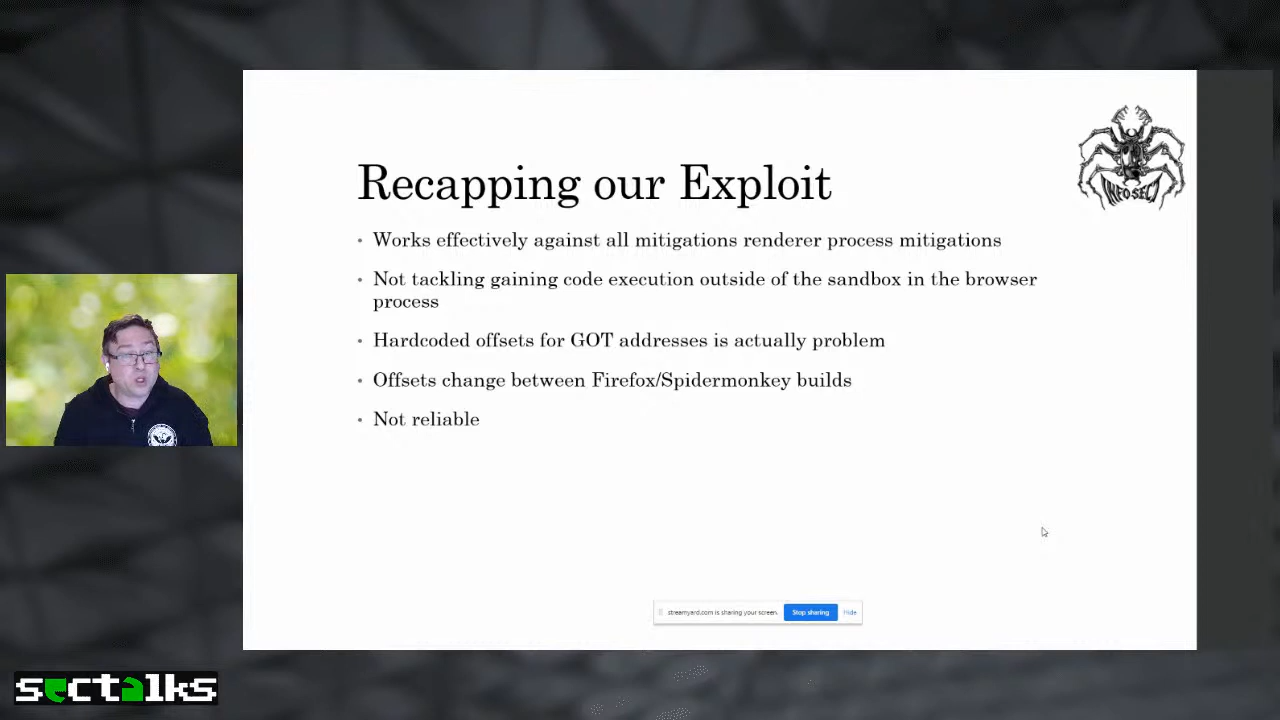 INFOSECT
Recapping our Exploit
• Works effectively against all mitigations renderer process mitigations
• Not tackling gaining code execution outside of the sandbox in the browser
process
• Hardcoded offsets for GOT addresses is actually problem
• Offsets change between Firefox/Spidermonkey builds
• Not reliable
streamyard.com is sharing your screen.
Stop sharing
Hide
sectalks